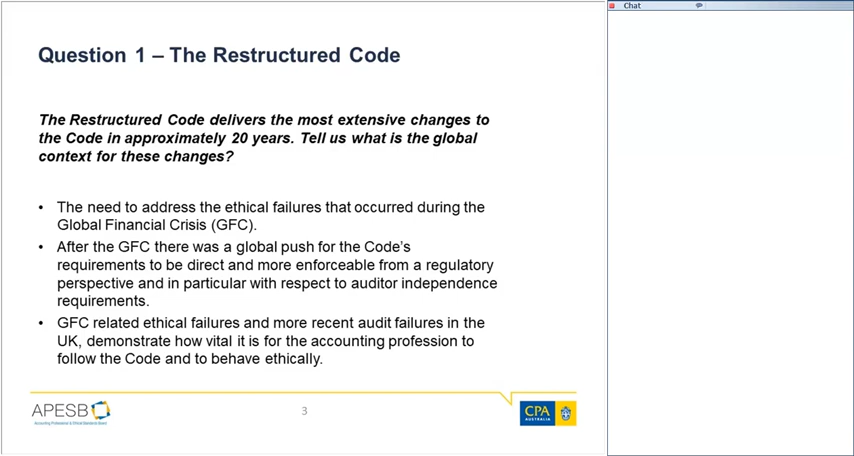 Chat
Question 1 – The Restructured Code
The Restructured Code delivers the most extensive changes to
the Code in approximately 20 years. Tell us what is the global
context for these changes?
• The need to address the ethical failures that occurred during the
Global Financial Crisis (GFC).
• After the GFC there was a global push for the Code's
requirements to be direct and more enforceable from a regulatory
perspective and in particular with respect to auditor independence
requirements.
• GFC related ethical failures and more recent audit failures in the
UK, demonstrate how vital it is for the accounting profession to
follow the Code and to behave ethically.
APESB
Accounting Professional & Ethical Standards Board
3
CPA
AUSTRALIA